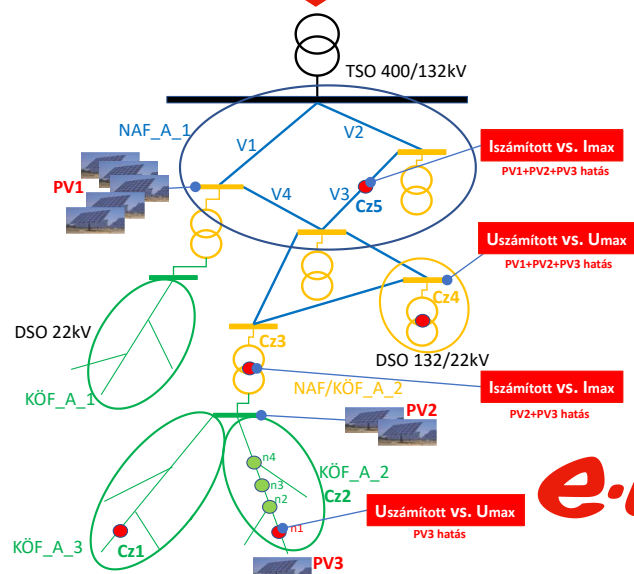 TSO 400/132kV
NAF_A_1
V1
V2
Iszámított vs. Imax
PV1+PV2+PV3 hatás
PV1
V4
V3
Cz5
Uszámított vs. Umax
PV1+PV2+PV3 hatás
Cz4
DSO 22kV
Cz3
DSO 132/22kV
KÖF_A_1
NAF/KÖF_A_2
Iszámított vs. Imax
PV2+PV3 hatás
PV2
n4
KÖF_A_2
n3
Cz2
n2
Uszámított vs. Umax
PV3 hatás
n1
KÖF_A_3
Cz1
PV3